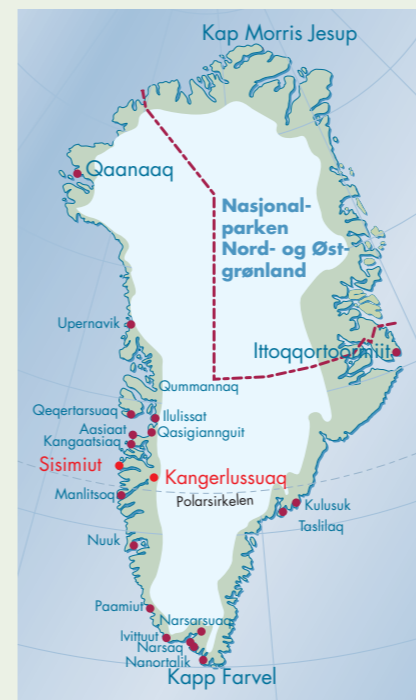 Kap Morris Jesup
Qaanaaq
Nasjonal-
parken
Nord- og Øst-
grønland
Upernavik
Ittoqqortoormiit
Qummannaq
Qeqertarsuaq
Ilulissat
Aasiaat
Qasigiannguit
Kangaatsiaq
Sisimiut
Kangerlussuaq
Manlitsoq
Polarsirkelen
Kulusuk
Taslilaq
Nuuk
Paamiut
Narsarsuaq
Ivittuut
Narsaq
Nanortalik
Kapp Farvel